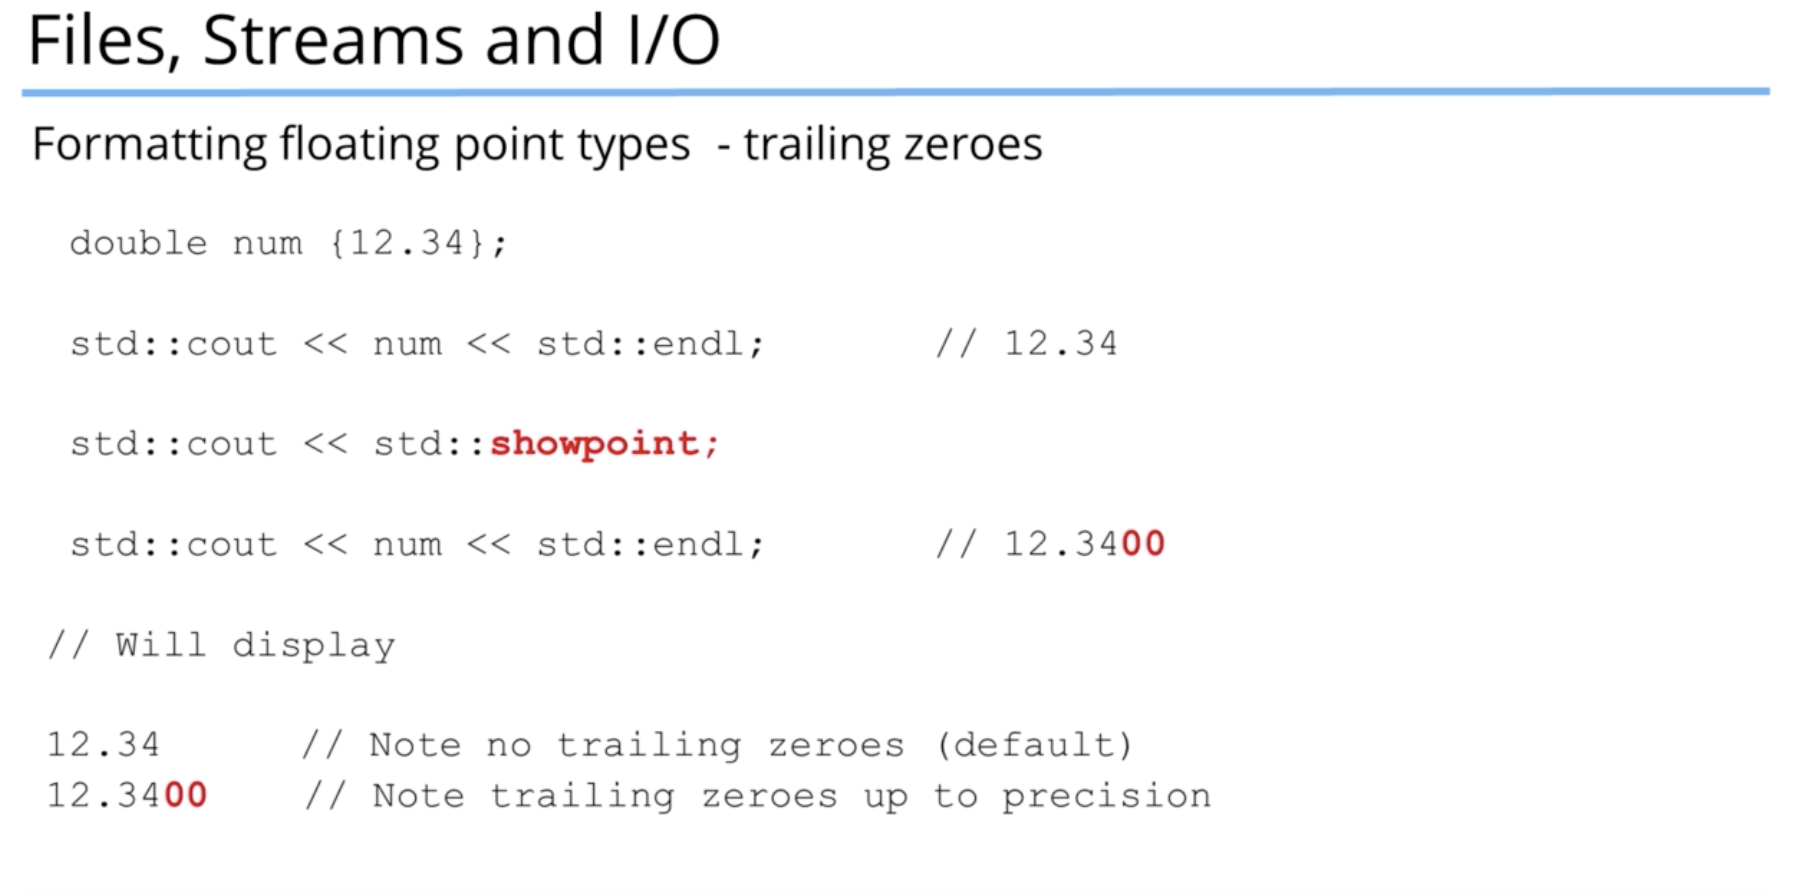 Files, Streams and I/O
Formatting floating point types - trailing zeroes
double num {12.34};
std::cout << num << std::endl; // 12.34
std::cout << std::showpoint;
std::cout << num << std::endl; // 12.3400
// Will display
12.34 // Note no trailing zeroes (default)
12.3400 // Note trailing zeroes up to precision